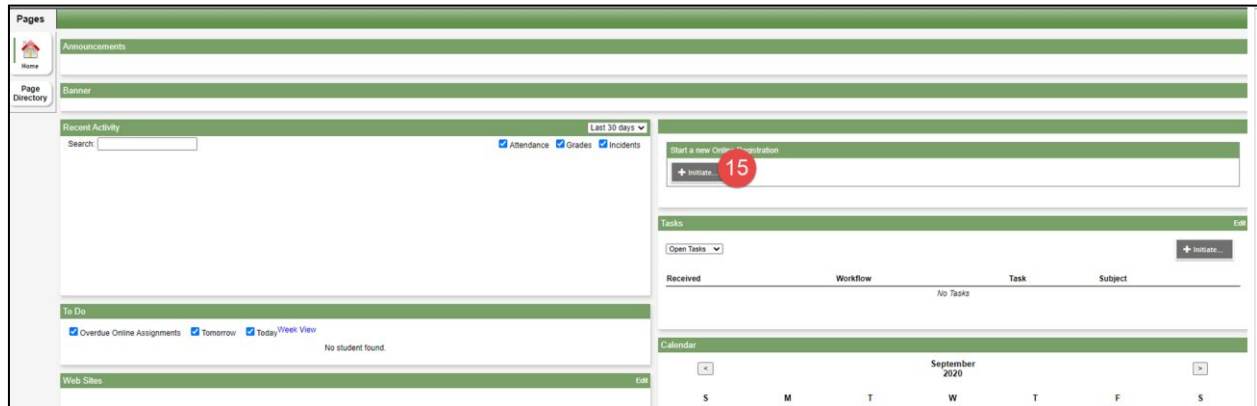 Pages
Home
Page
Directory
Announcements
Banner
Recent Activity Last 30 days
Search: Attendance Grades Incidents
To Do
Overdue Online Assignments Tomorrow Today Week View
No student found.
Web Sites Edit
Start a new Online Registration
+ Initiate... 15
Tasks Edit
Open Tasks + Initiate...
Received Workflow Task Subject
No Tasks
Calendar
< September >
2020
S M T W T F S